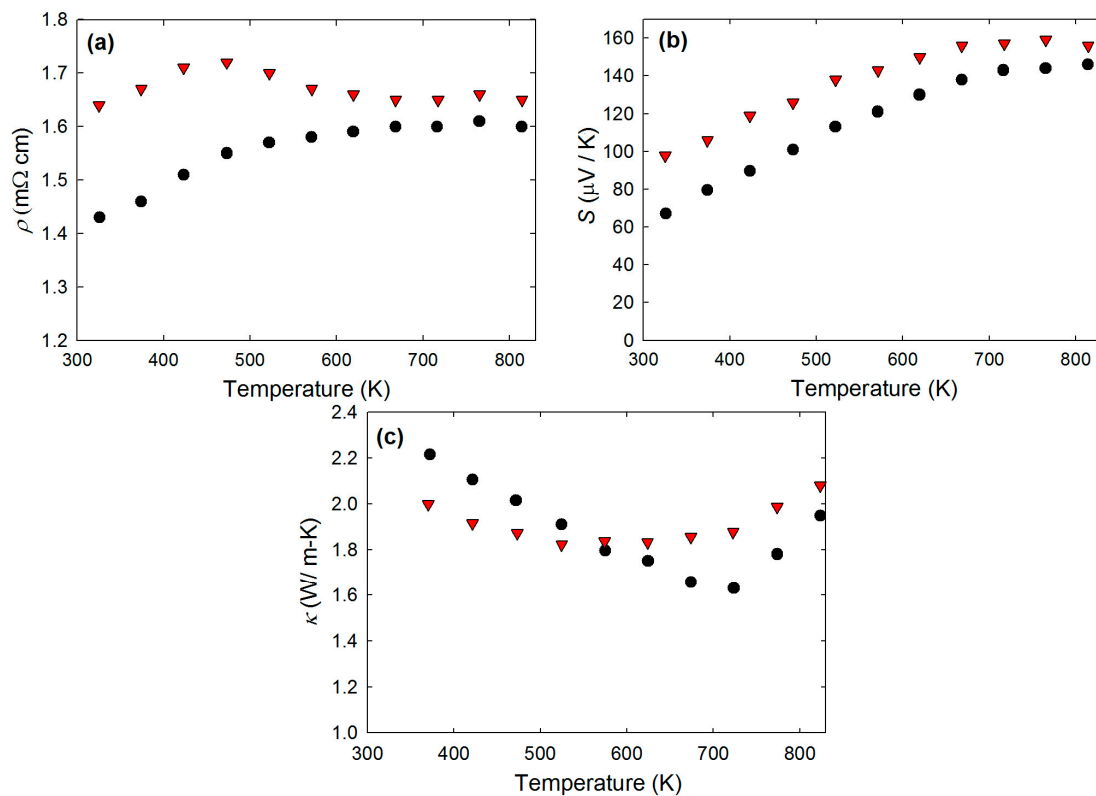 (a)
1.8
1.7
1.6
1.5
1.4
1.3
1.2
ρ (mΩ cm)
300 400 500 600 700 800
Temperature (K)
(b)
160
140
120
100
80
60
40
20
0
S (μV / K)
300 400 500 600 700 800
Temperature (K)
(c)
2.4
2.2
2.0
1.8
1.6
1.4
1.2
1.0
κ (W/ m-K)
300 400 500 600 700 800
Temperature (K)